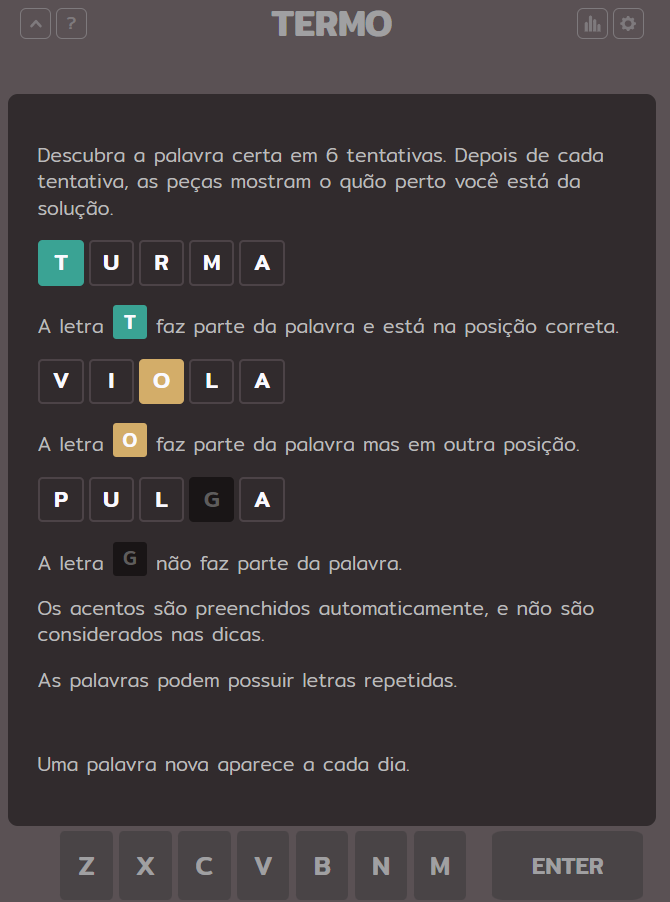 ?
TERMO
Descubra a palavra certa em 6 tentativas. Depois de cada
tentativa, as peças mostram o quão perto você está da
solução.
T U R M A
A letra T faz parte da palavra e está na posição correta.
V I O L A
A letra O faz parte da palavra mas em outra posição.
P U L G A
A letra G não faz parte da palavra.
Os acentos são preenchidos automaticamente, e não são
considerados nas dicas.
As palavras podem possuir letras repetidas.
Uma palavra nova aparece a cada dia.
Z X C V B N M ENTER